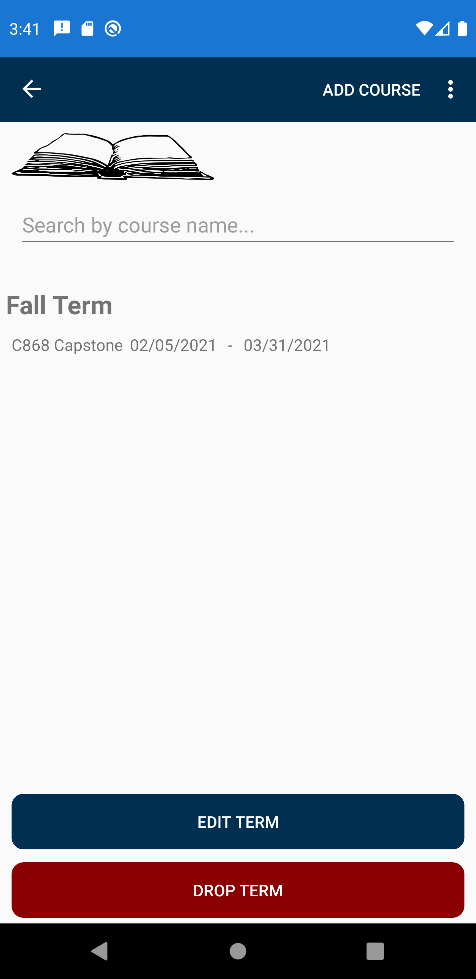 3:41
ADD COURSE
Search by course name...
Fall Term
C868 Capstone 02/05/2021 - 03/31/2021
EDIT TERM
DROP TERM